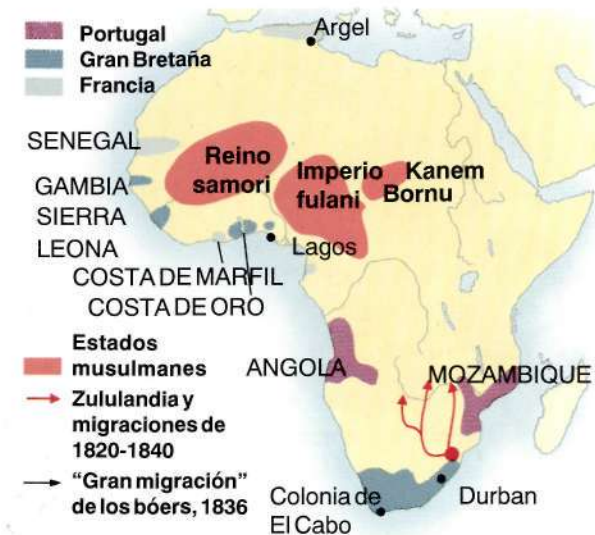 Portugal
Gran Bretaña
Francia
Argel
SENEGAL
GAMBIA
SIERRA
LEONA
Reino
samori
Imperio
fulani
Kanem
Bornu
Lagos
COSTA DE MARFIL
COSTA DE ORO
ANGOLA
MOZAMBIQUE
Estados
musulmanes
Zululandia y
migraciones de
1820-1840
"Gran migración"
de los bóers, 1836
Colonia de
El Cabo
Durban